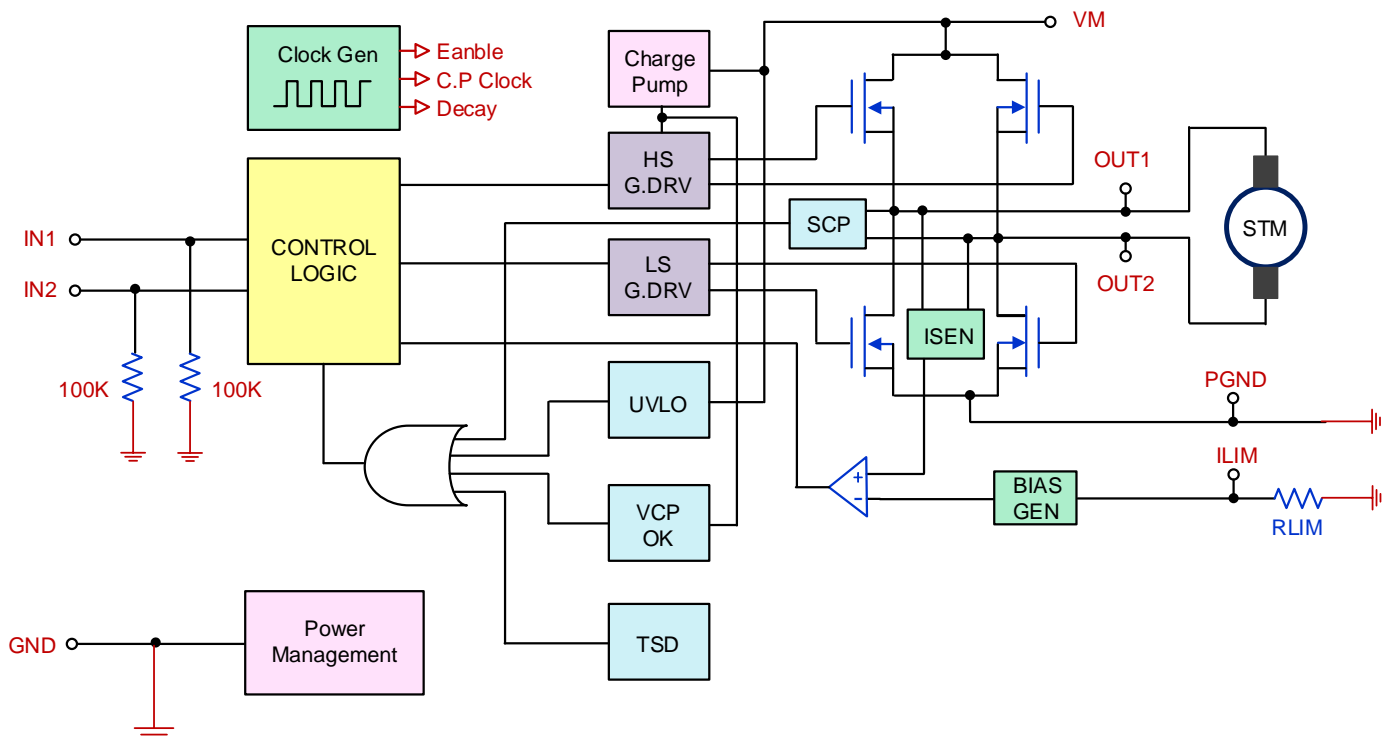 VM
Clock Gen
Eanble
C.P Clock
Decay
Charge
Pump
HS
G.DRV
OUT1
IN1
CONTROL
LOGIC
SCP
STM
IN2
LS
G.DRV
OUT2
ISEN
100K
100K
UVLO
PGND
ILIM
+
-
BIAS
GEN
RLIM
VCP
OK
GND
Power
Management
TSD